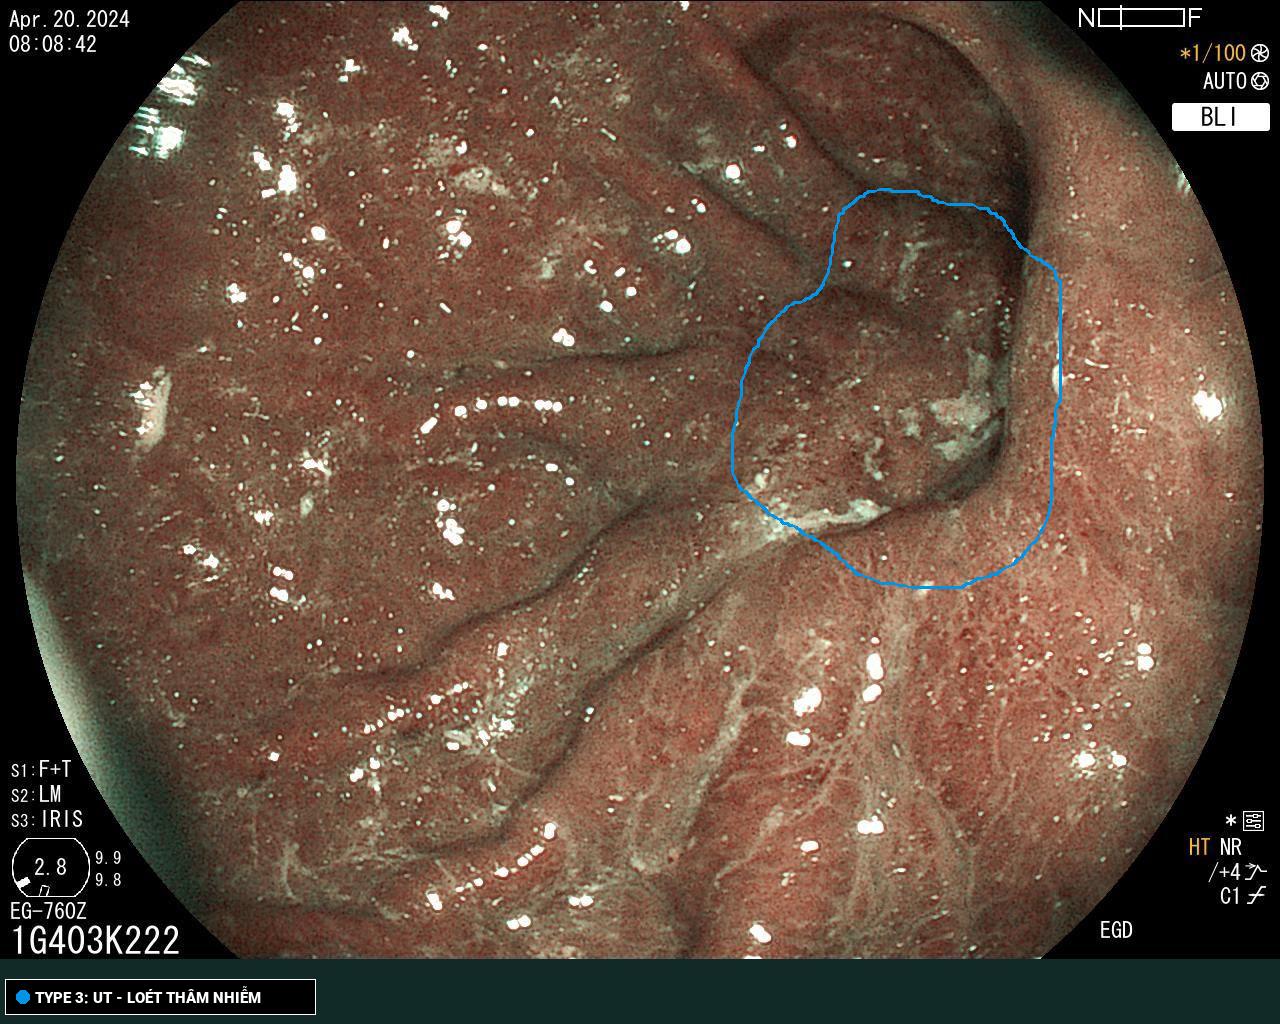 Apr. 20. 2024
08:08:42
N F
*1/100
AUTO
BLI
S1:F+T
S2:LM
S3:IRIS
2.8
9.9
9.8
EG-760Z
1G403K222
*
HT NR
/+4
C1
EGD
TYPE 3: UT - LOÉT THÂM NHIỄM